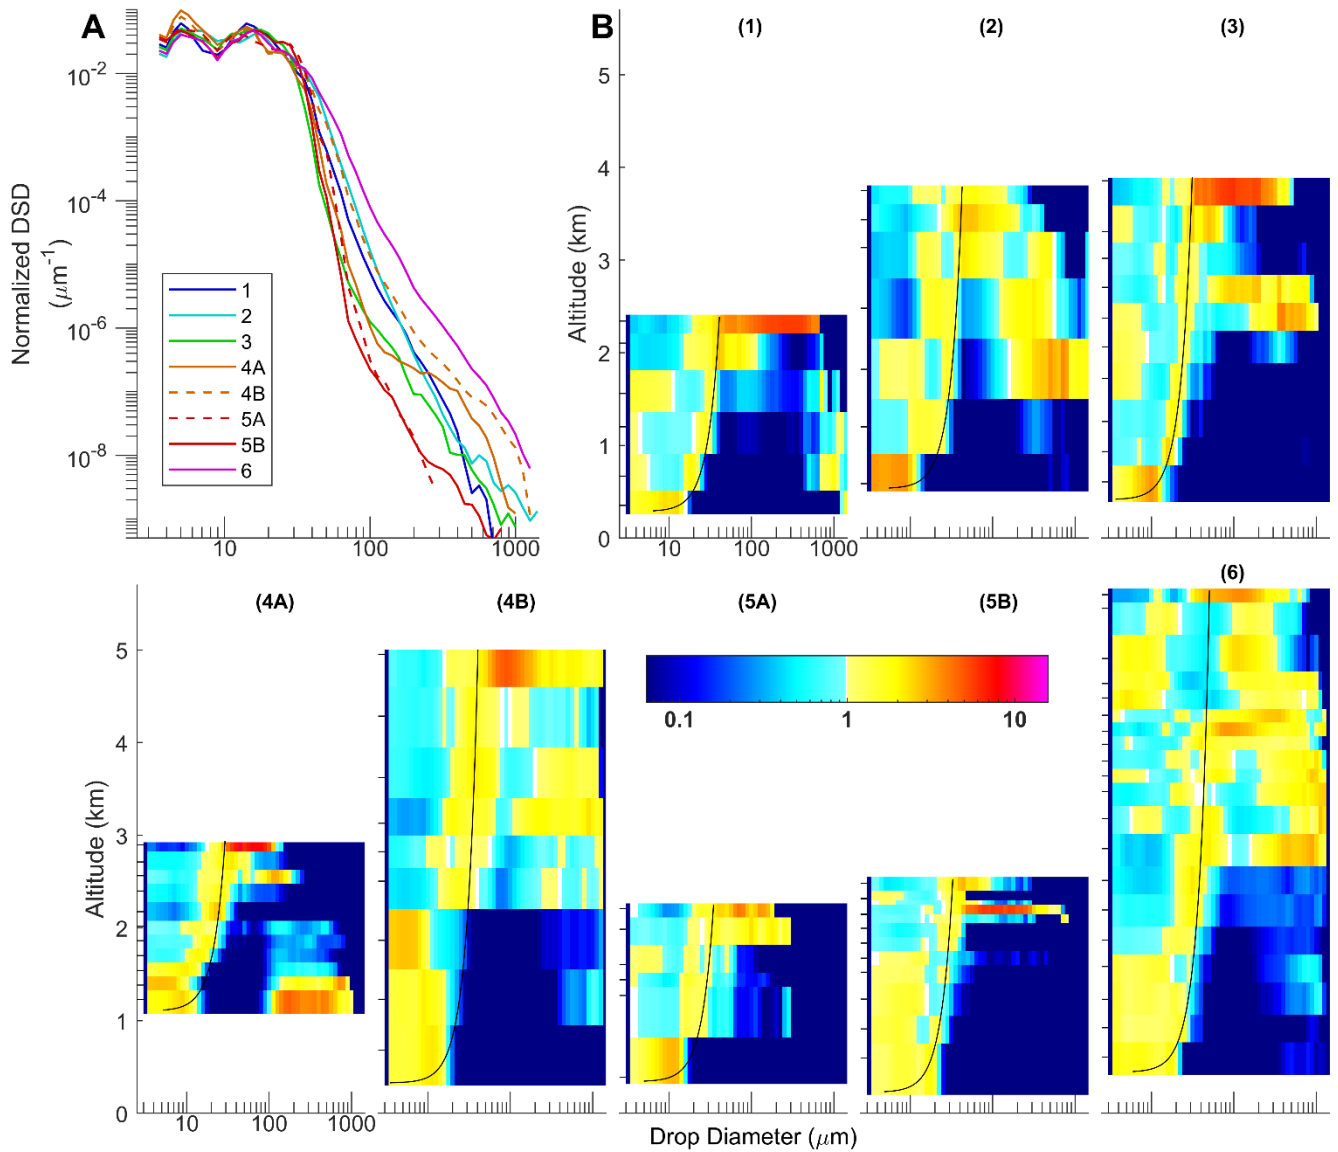 A
B
(1)
(2)
(3)
10⁻²
10⁻⁴
10⁻⁶
10⁻⁸
Normalized DSD
(μm⁻¹)
1
2
3
4A
4B
5A
5B
6
10
100
1000
5
4
3
2
1
0
Altitude (km)
10
100
1000
(4A)
(4B)
(5A)
(5B)
(6)
0.1
1
10
5
4
3
2
1
0
Altitude (km)
10
100
1000
Drop Diameter (μm)